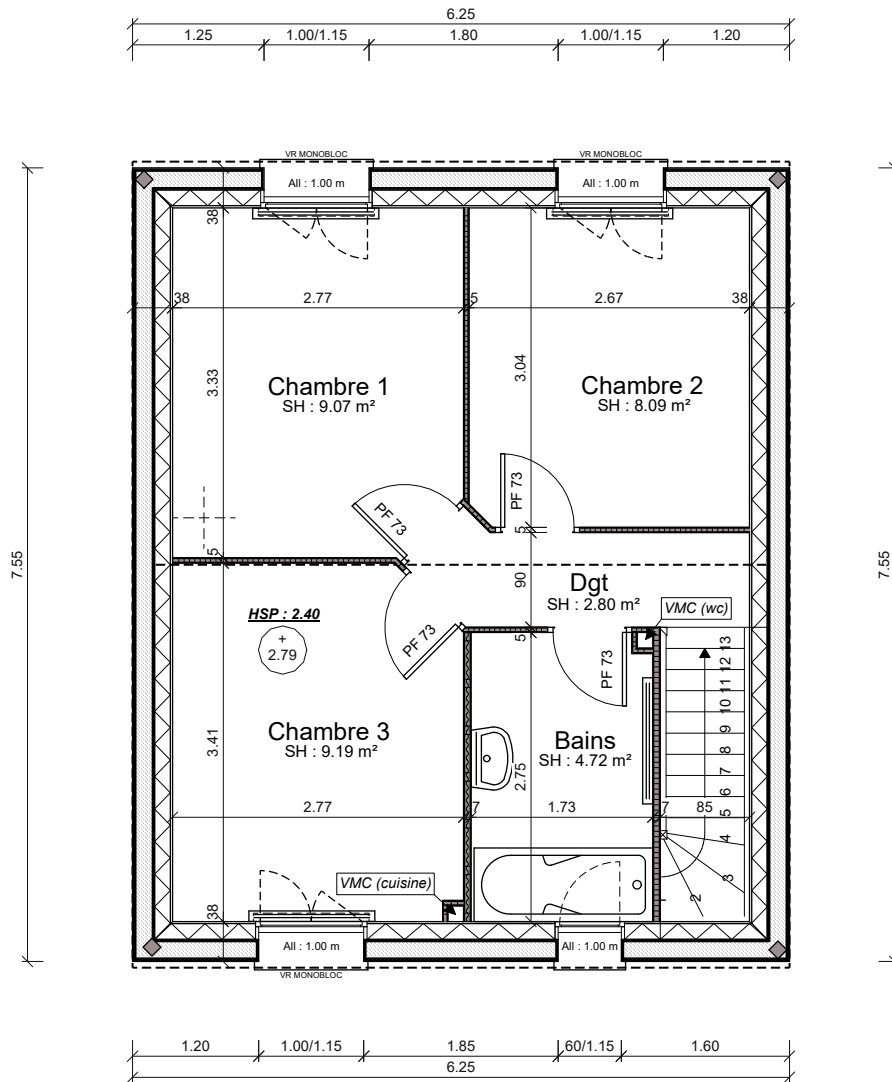 6.25
1.25 1.00/1.15 1.80 1.00/1.15 1.20
VR MONOBLOC VR MONOBLOC
All : 1.00 m All : 1.00 m
38
38 2.77 5 2.67 38
3.33 3.04
Chambre 1
SH : 9.07 m²
Chambre 2
SH : 8.09 m²
PF 73
PF 73
5
5
7.55
7.55
90
Dgt
SH : 2.80 m²
VMC (wc)
HSP : 2.40
+
2.79
PF 73
5
PF 73
13
12
11
10
9
8
7
6
5
4
3
2
Chambre 3
SH : 9.19 m²
3.41
Bains
SH : 4.72 m²
2.75
2.77 7 1.73 7 85
VMC (cuisine)
38
All : 1.00 m All : 1.00 m
VR MONOBLOC
1.20 1.00/1.15 1.85 60/1.15 1.60
6.25